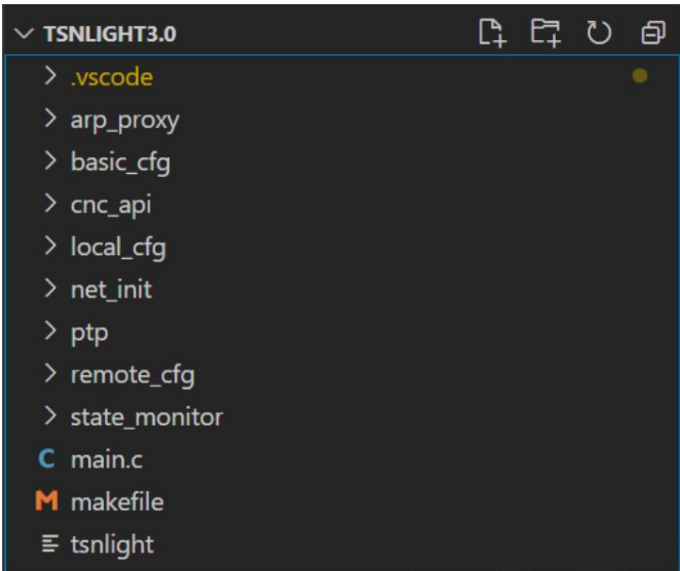 TSNLIGHT3.0
.vscode
arp_proxy
basic_cfg
cnc_api
local_cfg
net_init
ptp
remote_cfg
state_monitor
C main.c
M makefile
tsnlight